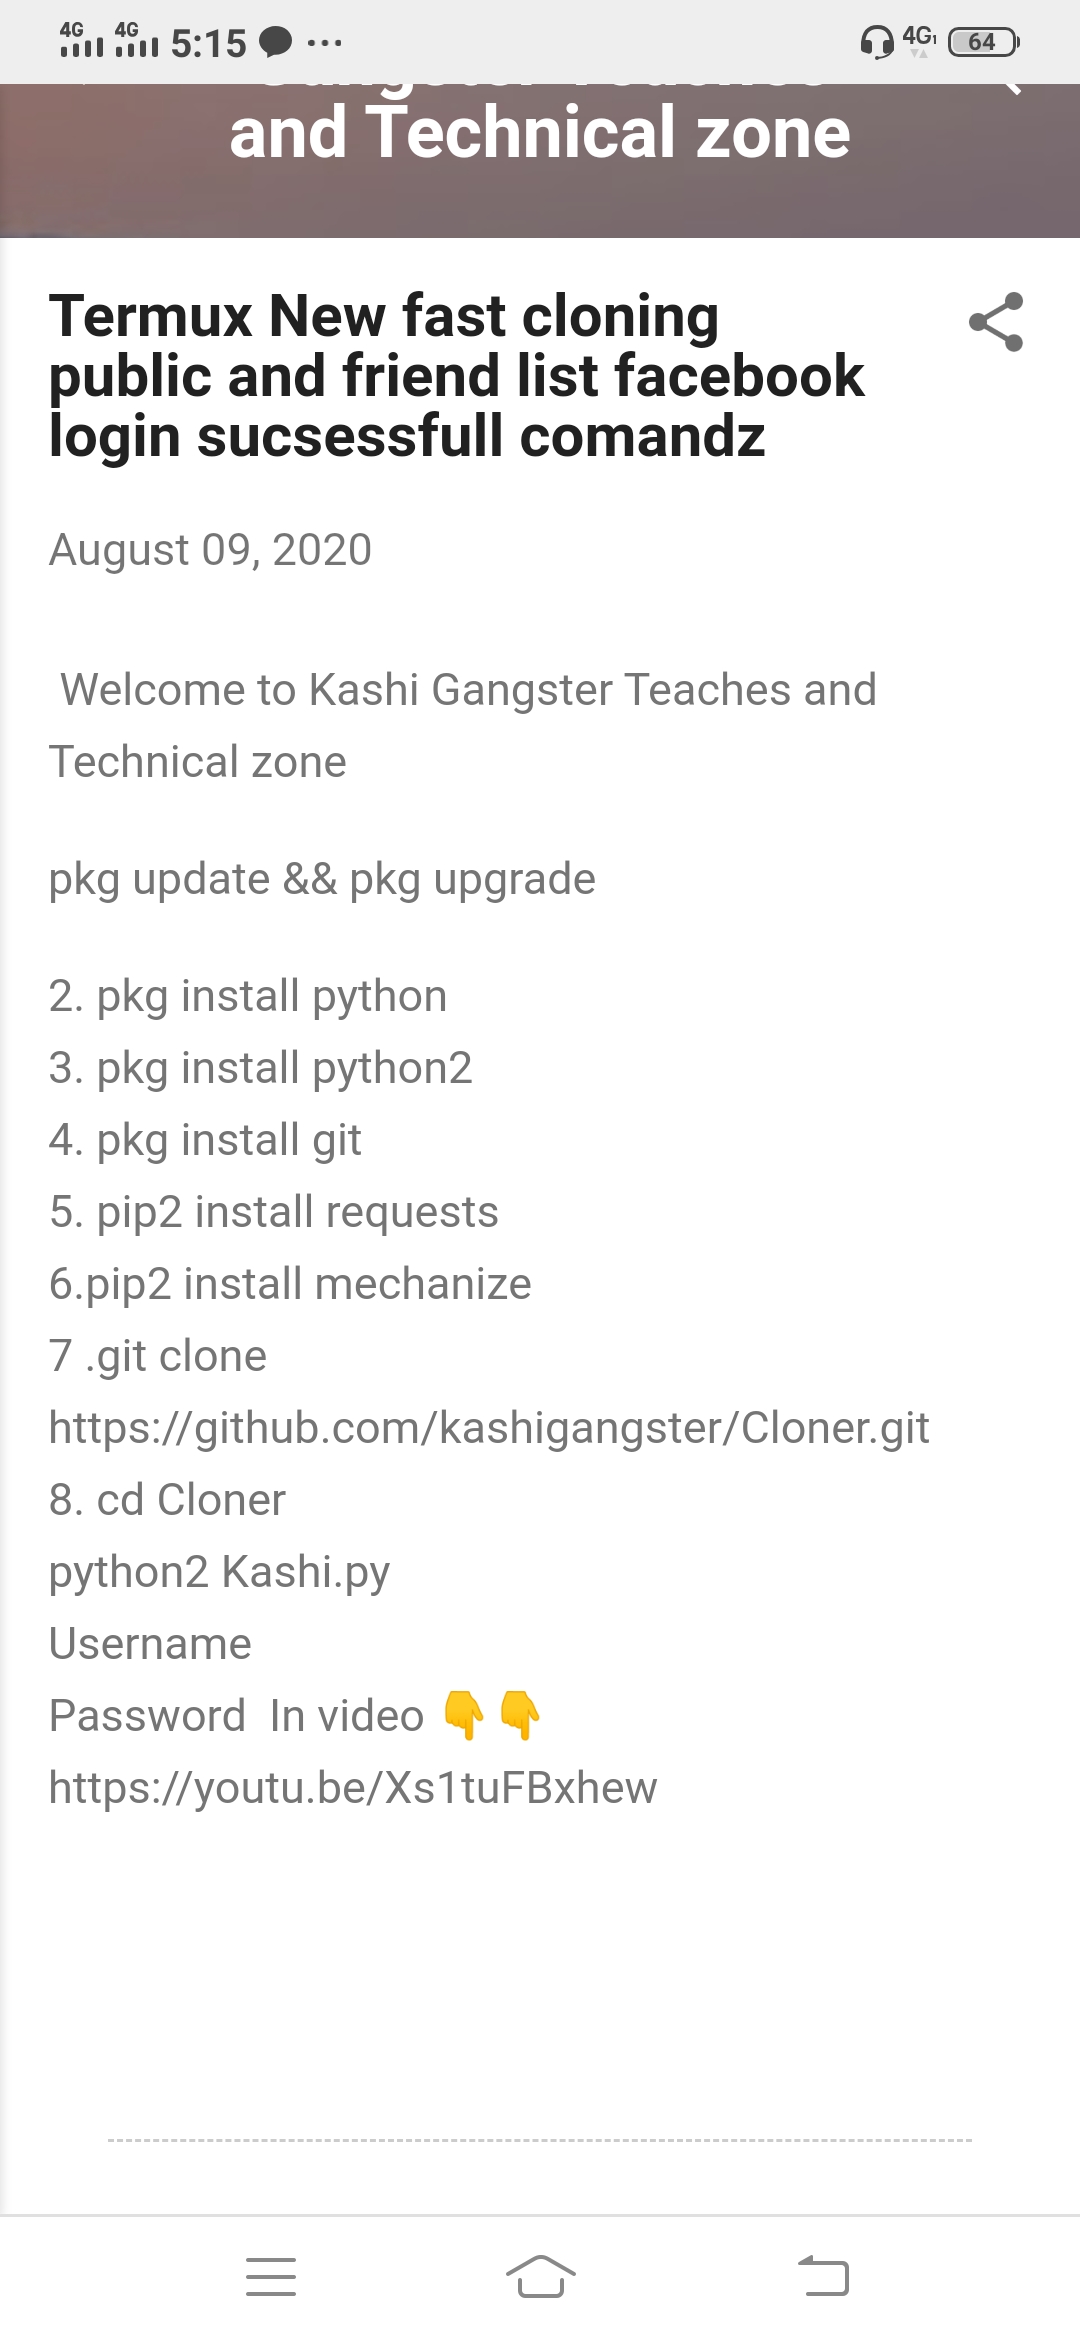 4G 4G 5:15 4G 64
and Technical zone
Termux New fast cloning
public and friend list facebook
login sucsessfull comandz
August 09, 2020
Welcome to Kashi Gangster Teaches and
Technical zone
pkg update && pkg upgrade
2. pkg install python
3. pkg install python2
4. pkg install git
5. pip2 install requests
6.pip2 install mechanize
7 .git clone
https://github.com/kashigangster/Cloner.git
8. cd Cloner
python2 Kashi.py
Username
Password  In video 👇👇
https://youtu.be/Xs1tuFBxhew